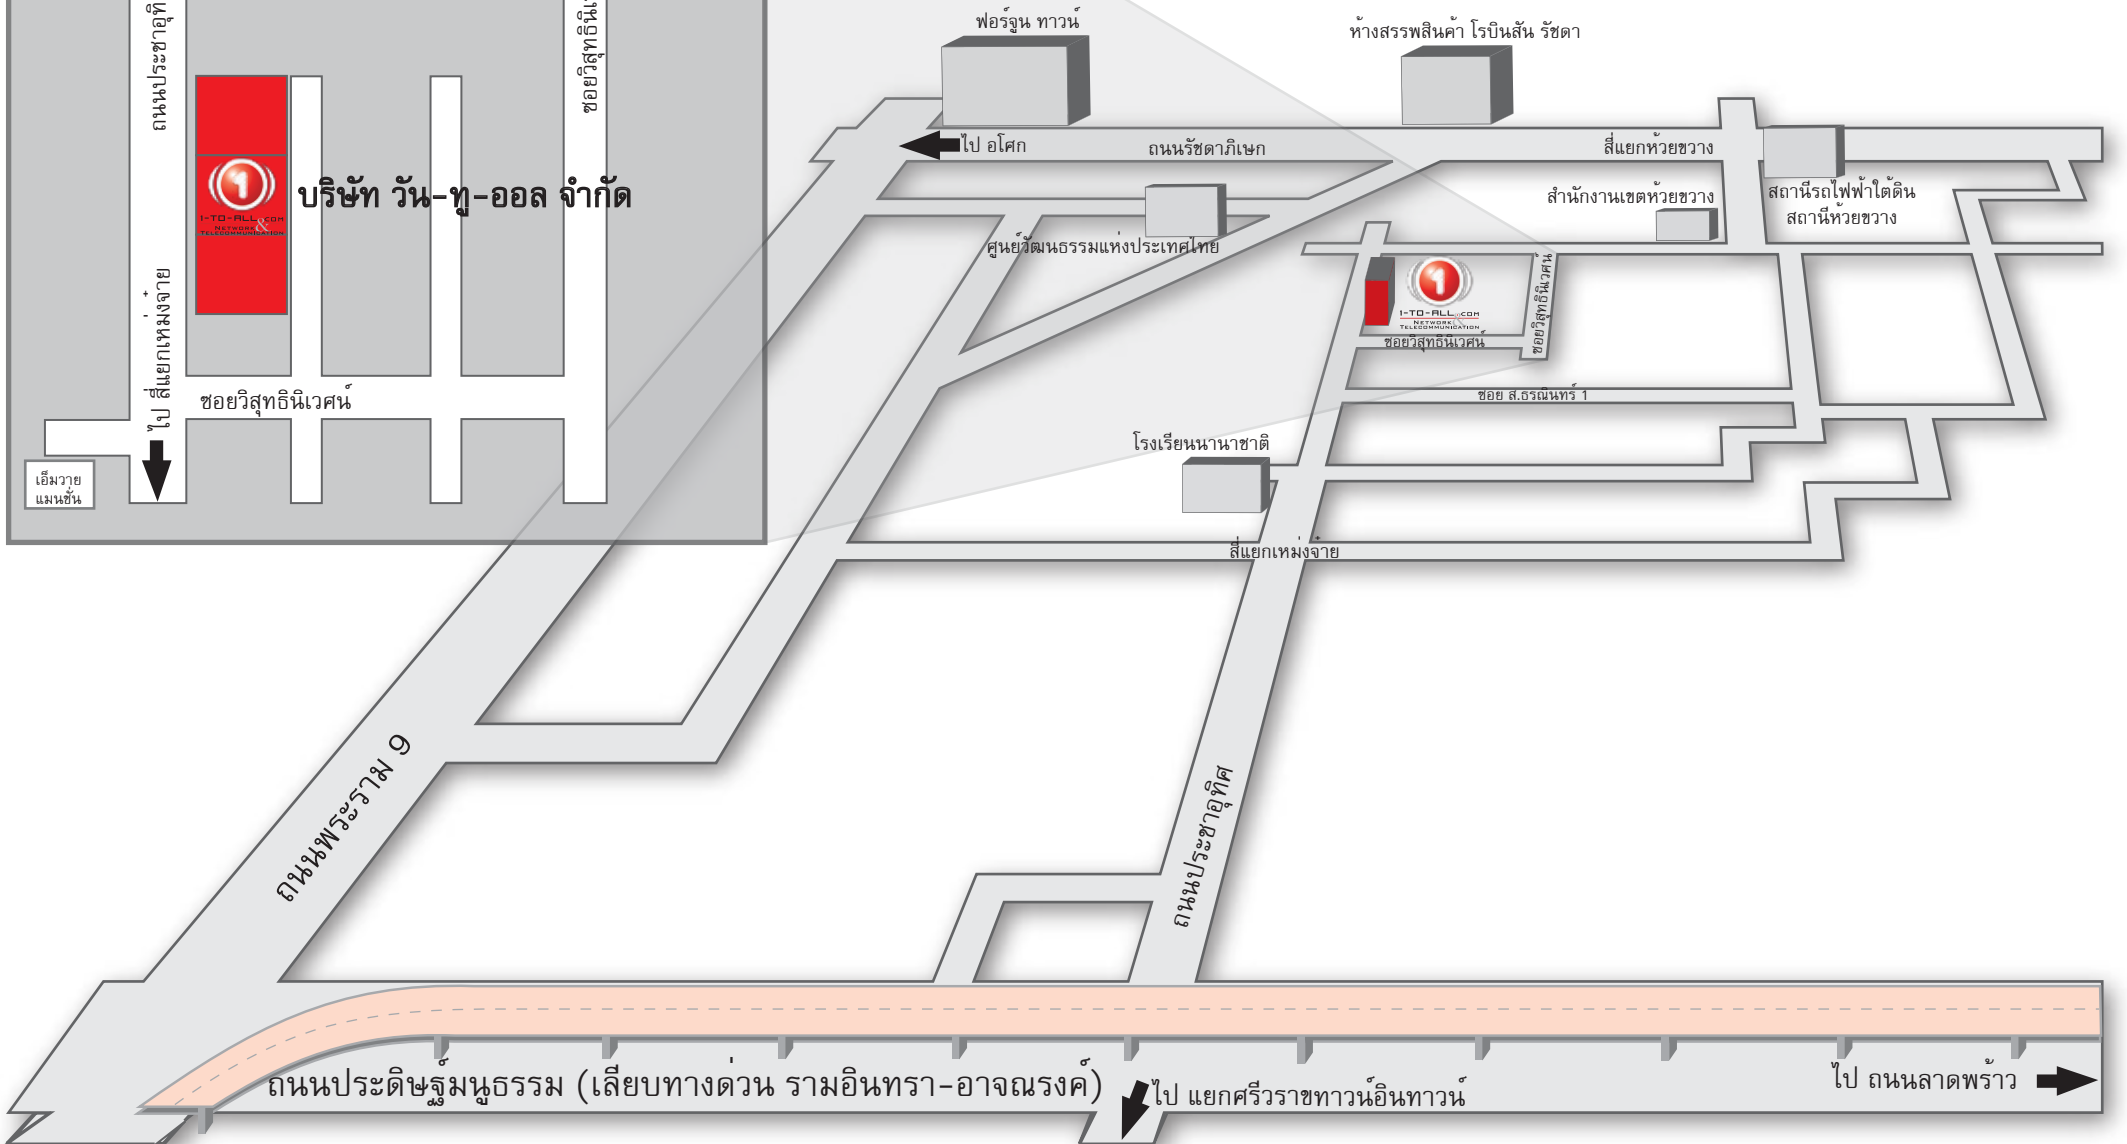 ถนนประชาอุทิ
ซอยวิสุทธินิเ
1-TO-ALL.COM
NETWORK &
TELECOMMUNICATION
บริษัท วัน-ทู-ออล จำกัด
ไป สี่แยกเหม่งจ๋าย
ซอยวิสุทธินิเวศน์
เอ็มวาย
แมนชั่น
ฟอร์จูน ทาวน์
ห้างสรรพสินค้า โรบินสัน รัชดา
ไป อโศก
ถนนรัชดาภิเษก
สี่แยกห้วยขวาง
สถานีรถไฟฟ้าใต้ดิน
สถานีห้วยขวาง
สำนักงานเขตห้วยขวาง
ศูนย์วัฒนธรรมแห่งประเทศไทย
1-TO-ALL.COM
NETWORK &
TELECOMMUNICATION
ซอยวิสุทธินิเวศน์
ซอยวิสุทธินิเวศน์
ซอย ส.ธรณินทร์ 1
โรงเรียนนานาชาติ
สี่แยกเหม่งจ๋าย
ถนนพระราม 9
ถนนประชาอุทิศ
ถนนประดิษฐ์มนูธรรม (เลียบทางด่วน รามอินทรา-อาจณรงค์)
ไป แยกศรีวราขทาวน์อินทาวน์
ไป ถนนลาดพร้าว